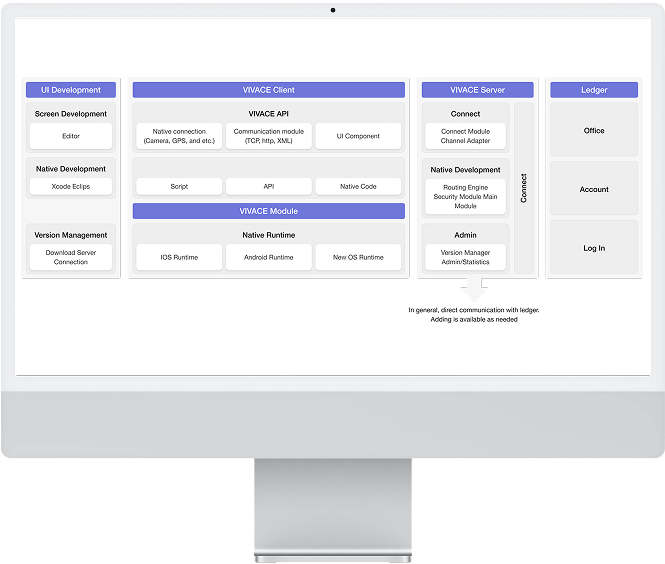 UI Development
Screen Development
Editor
Native Development
Xcode Eclips
Version Management
Download Server
Connection
VIVACE Client
VIVACE API
Native connection
(Camera, GPS, and etc.)
Communication module
(TCP, http, XML)
UI Component
Script
API
Native Code
VIVACE Module
Native Runtime
IOS Runtime
Android Runtime
New OS Runtime
VIVACE Server
Connect
Connect Module
Channel Adapter
Native Development
Routing Engine
Security Module Main
Module
Admin
Version Manager
Admin/Statistics
Connect
In general, direct communication with ledger.
Adding is available as needed
Ledger
Office
Account
Log In